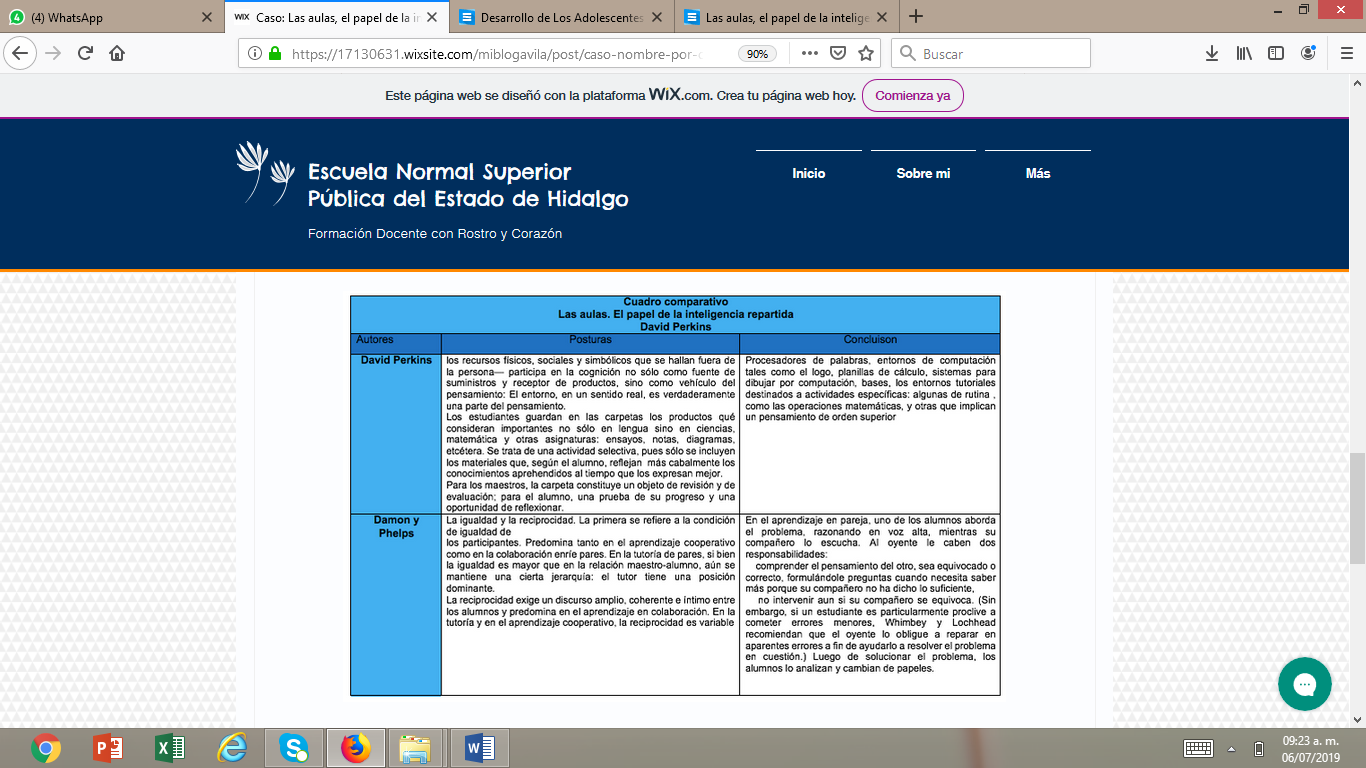 (4) WhatsApp
WiX Caso: Las aulas, el papel de la in
Desarrollo de Los Adolescentes
Las aulas, el papel de la intelige
https://17130631.wixsite.com/miblogavila/post/caso-nombre-por-c
90%
Buscar
Este página web se diseñó con la plataforma WiX.com. Crea tu página web hoy.
Comienza ya
Escuela Normal Superior
Pública del Estado de Hidalgo
Formación Docente con Rostro y Corazón
Inicio
Sobre mi
Más
Cuadro comparativo
Las aulas. El papel de la inteligencia repartida
David Perkins
Autores
Posturas
Concluison
David Perkins
los recursos físicos, sociales y simbólicos que se hallan fuera de
la persona— participa en la cognición no sólo como fuente de
suministros y receptor de productos, sino como vehículo del
pensamiento: El entorno, en un sentido real, es verdaderamente
una parte del pensamiento.
Los estudiantes guardan en las carpetas los productos qué
consideran importantes no sólo en lengua sino en ciencias,
matemática y otras asignaturas: ensayos, notas, diagramas,
etcétera. Se trata de una actividad selectiva, pues sólo se incluyen
los materiales que, según el alumno, reflejan más cabalmente los
conocimientos aprehendidos al tiempo que los expresan mejor.
Para los maestros, la carpeta constituye un objeto de revisión y de
evaluación; para el alumno, una prueba de su progreso y una
oportunidad de reflexionar.
Procesadores de palabras, entornos de computación
tales como el logo, planillas de cálculo, sistemas para
dibujar por computación, bases, los entornos tutoriales
destinados a actividades específicas: algunas de rutina ,
como las operaciones matemáticas, y otras que implican
un pensamiento de orden superior
Damon y
Phelps
La igualdad y la reciprocidad. La primera se refiere a la condición
de igualdad de
los participantes. Predomina tanto en el aprendizaje cooperativo
como en la colaboración enríe pares. En la tutoría de pares, si bien
la igualdad es mayor que en la relación maestro-alumno, aún se
mantiene una cierta jerarquía: el tutor tiene una posición
dominante.
La reciprocidad exige un discurso amplio, coherente e íntimo entre
los alumnos y predomina en el aprendizaje en colaboración. En la
tutoría y en el aprendizaje cooperativo, la reciprocidad es variable
En el aprendizaje en pareja, uno de los alumnos aborda
el problema, razonando en voz alta, mientras su
compañero lo escucha. Al oyente le caben dos
responsabilidades:
comprender el pensamiento del otro, sea equivocado o
correcto, formulándole preguntas cuando necesita saber
más porque su compañero no ha dicho lo suficiente,
no intervenir aun si su compañero se equivoca. (Sin
embargo, si un estudiante es particularmente proclive a
cometer errores menores, Whimbey y Lochhead
recomiendan que el oyente lo obligue a reparar en
aparentes errores a fin de ayudarlo a resolver el problema
en cuestión.) Luego de solucionar el problema, los
alumnos lo analizan y cambian de papeles.
09:23 a. m.
06/07/2019